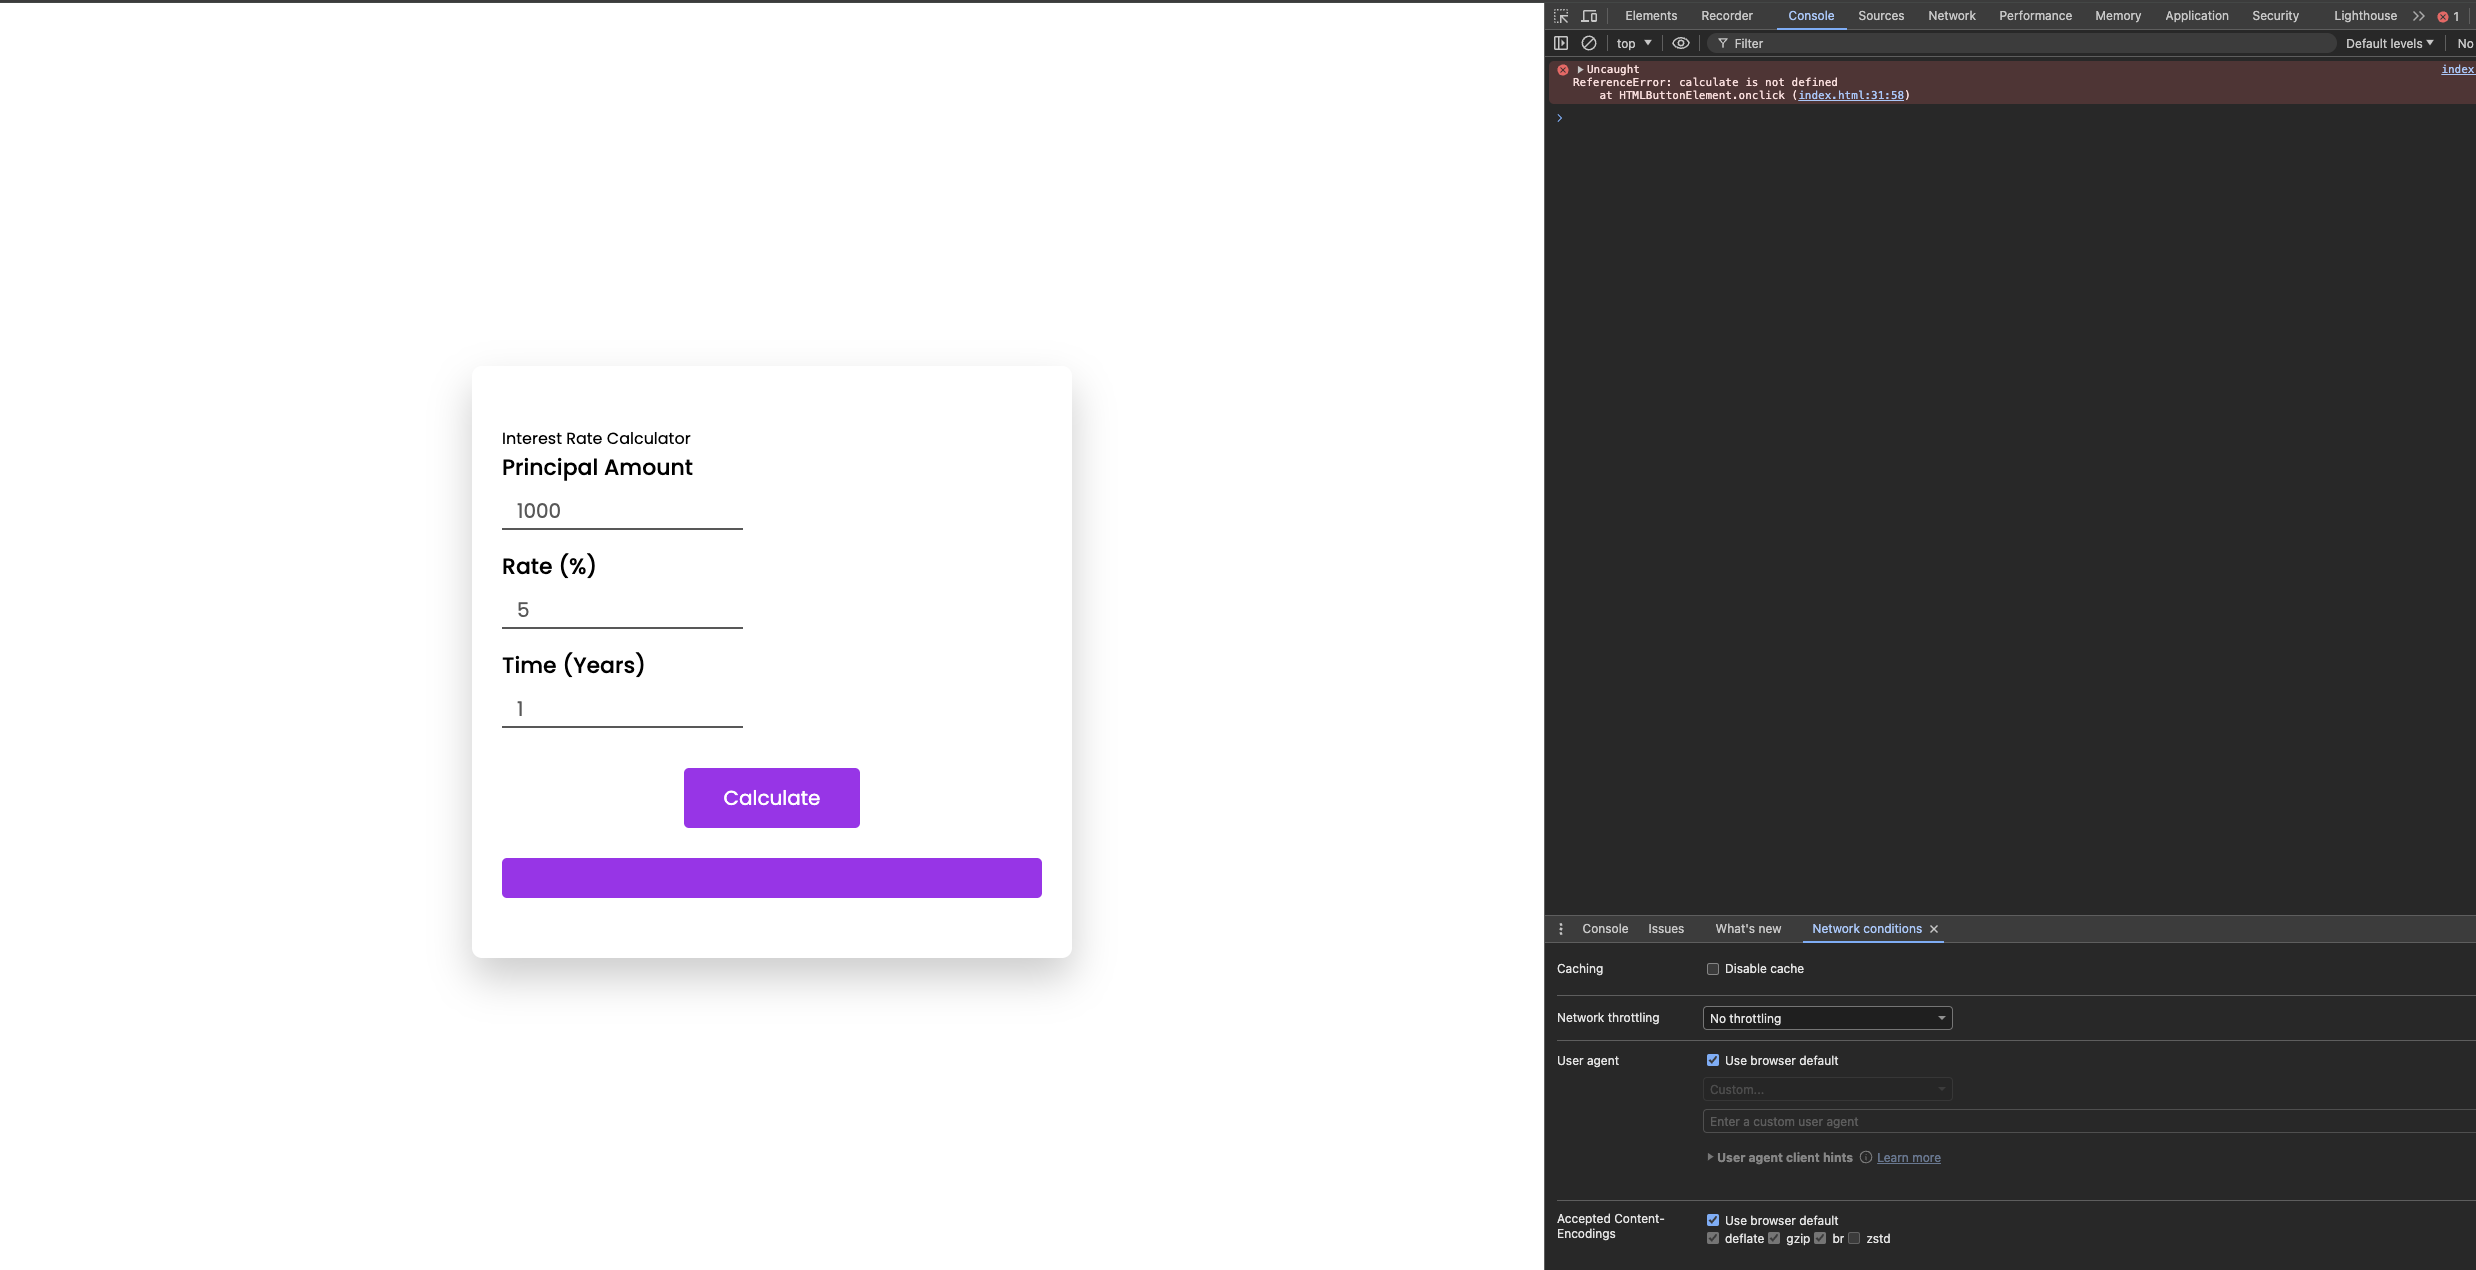 Interest Rate Calculator
Principal Amount
1000
Rate (%)
5
Time (Years)
1
Calculate
Elements Recorder Console Sources Network Performance Memory Application Security Lighthouse 1
top Filter Default levels No
Uncaught index
ReferenceError: calculate is not defined
at HTMLButtonElement.onclick (index.html:31:58)
Console Issues What's new Network conditions
Caching Disable cache
Network throttling No throttling
User agent Use browser default
Custom...
Enter a custom user agent
User agent client hints Learn more
Accepted Content-
Encodings
Use browser default
deflate gzip br zstd